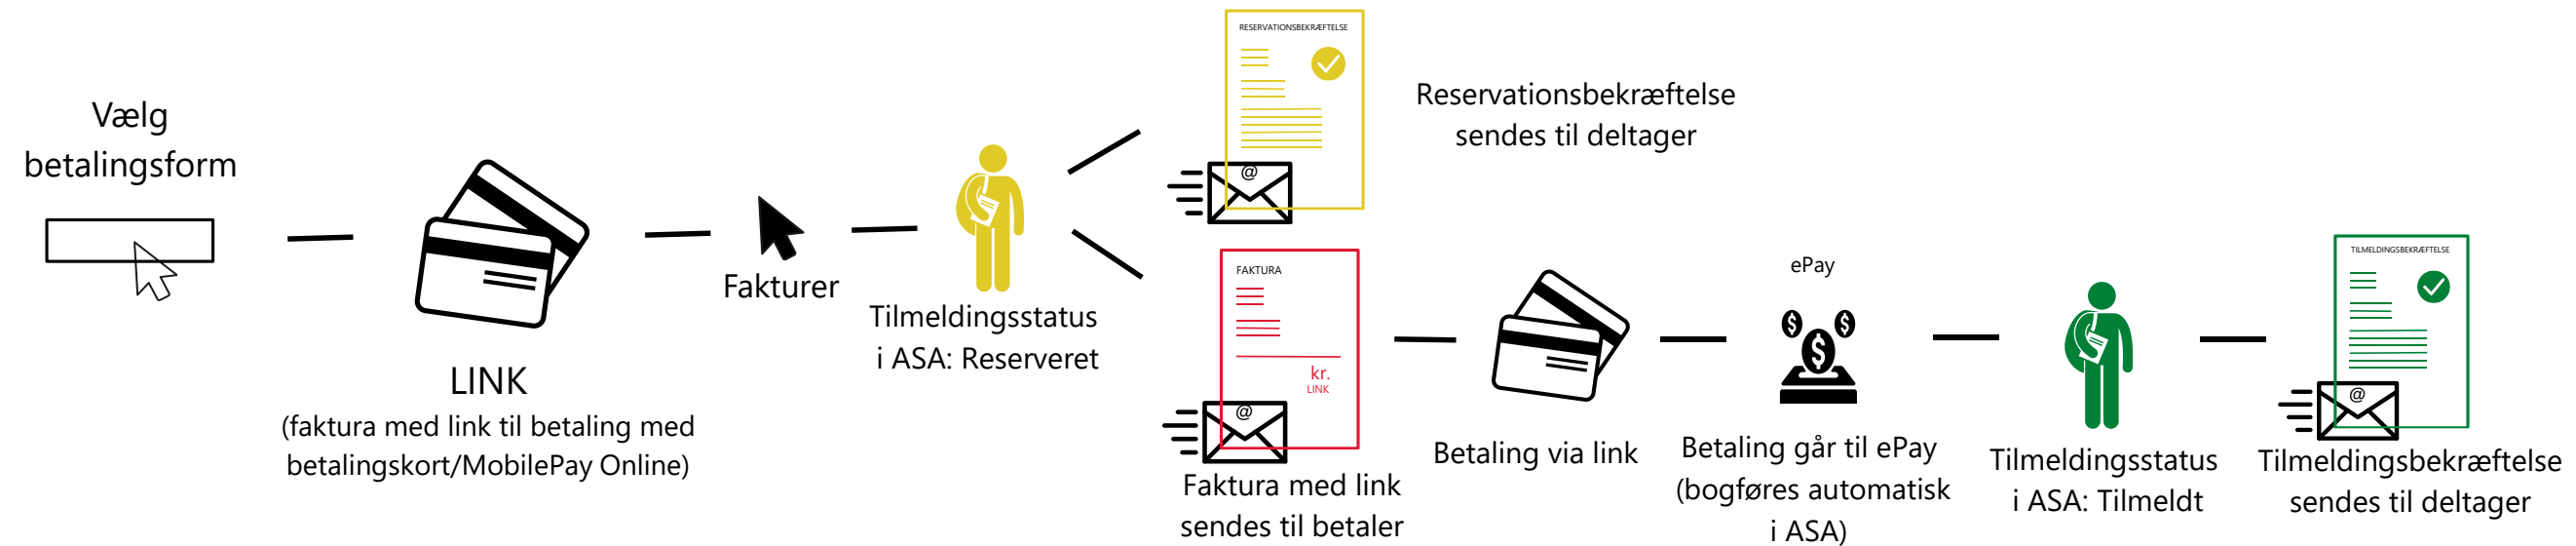 Vælg
betalingsform
LINK
(faktura med link til betaling med
betalingskort/MobilePay Online)
Fakturer
Tilmeldingsstatus
i ASA: Reserveret
RESERVATIONSBEKRÆFTELSE
@
Reservationsbekræftelse
sendes til deltager
FAKTURA
kr.
LINK
@
Faktura med link
sendes til betaler
Betaling via link
ePay
$ $
$
Betaling går til ePay
(bogføres automatisk
i ASA)
Tilmeldingsstatus
i ASA: Tilmeldt
TILMELDINGSBEKRÆFTELSE
@
Tilmeldingsbekræftelse
sendes til deltager